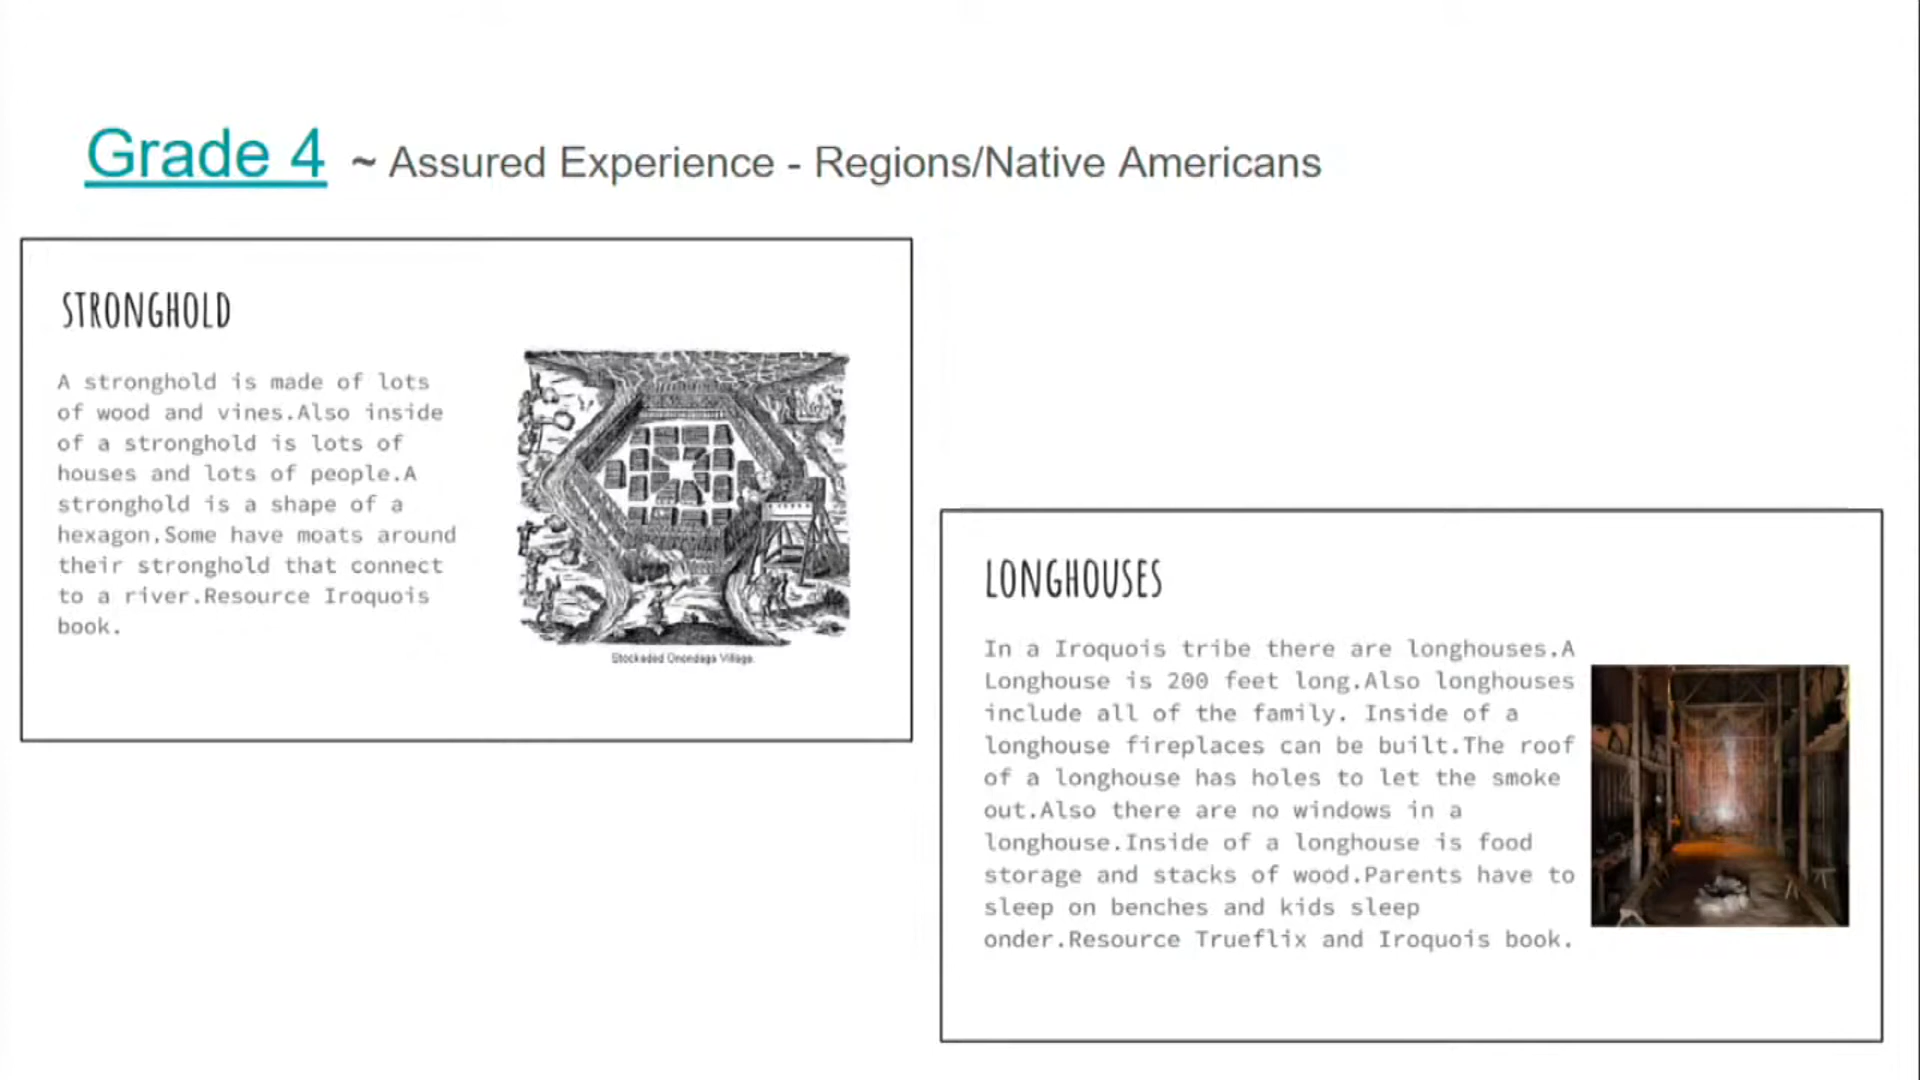 Grade 4 ~ Assured Experience - Regions/Native Americans
STRONGHOLD
A stronghold is made of lots
of wood and vines.Also inside
of a stronghold is lots of
houses and lots of people.A
stronghold is a shape of a
hexagon.Some have moats around
their stronghold that connect
to a river.Resource Iroquois
book.
Stockaded Onondaga Village.
LONGHOUSES
In a Iroquois tribe there are longhouses.A
Longhouse is 200 feet long.Also longhouses
include all of the family. Inside of a
longhouse fireplaces can be built.The roof
of a longhouse has holes to let the smoke
out.Also there are no windows in a
longhouse.Inside of a longhouse is food
storage and stacks of wood.Parents have to
sleep on benches and kids sleep
onder.Resource Trueflix and Iroquois book.